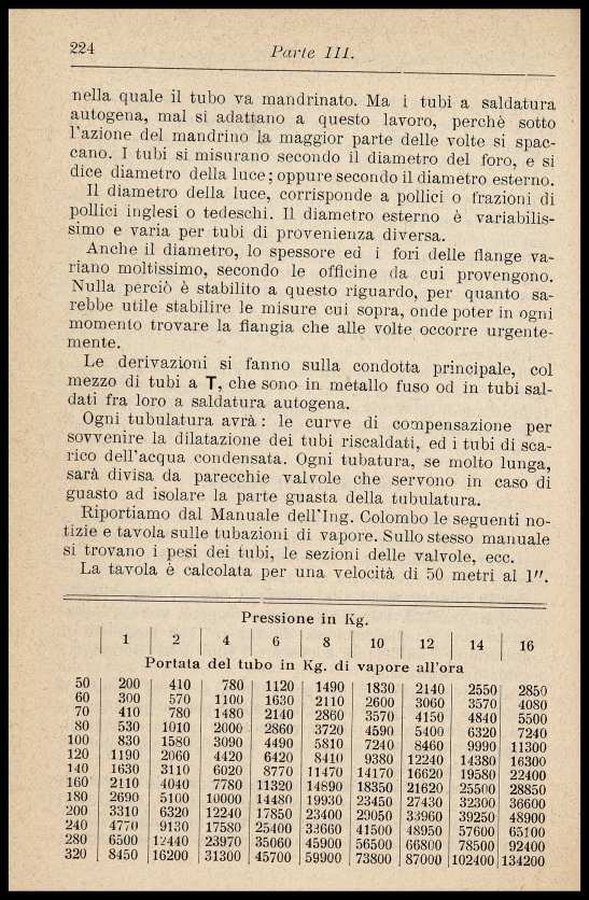 224
Parte III.
nella quale il tubo va mandrinato. Ma i tubi a saldatura
autogena, mal si adattano a questo lavoro, perchè sotto
l'azione del mandrino la maggior parte delle volte si spac-
cano. I tubi si misurano secondo il diametro del foro, e si
dice diametro della luce; oppure secondo il diametro esterno.
Il diametro della luce, corrisponde a pollici o frazioni di
pollici inglesi o tedeschi. Il diametro esterno è variabilis-
simo e varia per tubi di provenienza diversa.
Anche il diametro, lo spessore ed i fori delle flange va-
riano moltissimo, secondo le officine da cui provengono.
Nulla perciò è stabilito a questo riguardo, per quanto sa-
rebbe utile stabilire le misure cui sopra, onde poter in ogni
momento trovare la flangia che alle volte occorre urgente-
mente.
Le derivazioni si fanno sulla condotta principale, col
mezzo di tubi a T, che sono in metallo fuso od in tubi sal-
dati fra loro a saldatura autogena.
Ogni tubulatura avrà: le curve di compensazione per
sovvenire la dilatazione dei tubi riscaldati, ed i tubi di sca-
rico dell'acqua condensata. Ogni tubatura, se molto lunga,
sarà divisa da parecchie valvole che servono in caso di
guasto ad isolare la parte guasta della tubulatura.
Riportiamo dal Manuale dell'Ing. Colombo le seguenti no-
tizie e tavola sulle tubazioni di vapore. Sullo stesso manuale
si trovano i pesi dei tubi, le sezioni delle valvole, ecc.
La tavola è calcolata per una velocità di 50 metri al 1".
Pressione in Kg.
1 2 4 6 8 10 12 14 16
Portata del tubo in Kg. di vapore all'ora
50 200 410 780 1120 1490 1830 2140 2550 2850
60 300 570 1100 1630 2110 2600 3060 3570 4080
70 410 780 1480 2140 2860 3570 4150 4840 5500
80 530 1010 2000 2860 3720 4590 5400 6320 7240
100 830 1580 3090 4490 5810 7240 8460 9990 11300
120 1190 2060 4420 6420 8410 9380 12240 14380 16300
140 1630 3110 6020 8770 11470 14170 16620 19580 22400
160 2110 4040 7780 11320 14890 18350 21620 25500 28850
180 2690 5100 10000 14480 19930 23450 27430 32300 36600
200 3310 6320 12240 17850 23400 29050 33960 39250 48900
240 4770 9130 17580 25400 33660 41500 48950 57600 65100
280 6500 12440 23970 35060 45900 56500 66800 78500 92400
320 8450 16200 31300 45700 59900 73800 87000 102400 134200